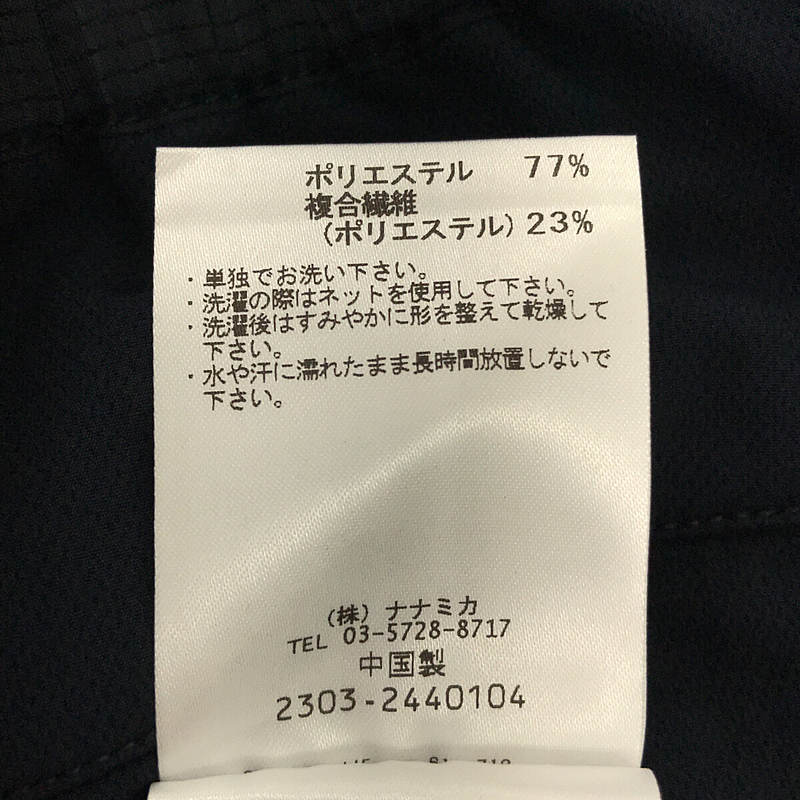 ポリエステル 77%
複合繊維
(ポリエステル) 23%
・単独でお洗い下さい。
・洗濯の際はネットを使用して下さい。
・洗濯後はすみやかに形を整えて乾燥して
下さい。
・水や汗に濡れたまま長時間放置しないで
下さい。
(株) ナナミカ
TEL 03-5728-8717
中国製
2303-2440104